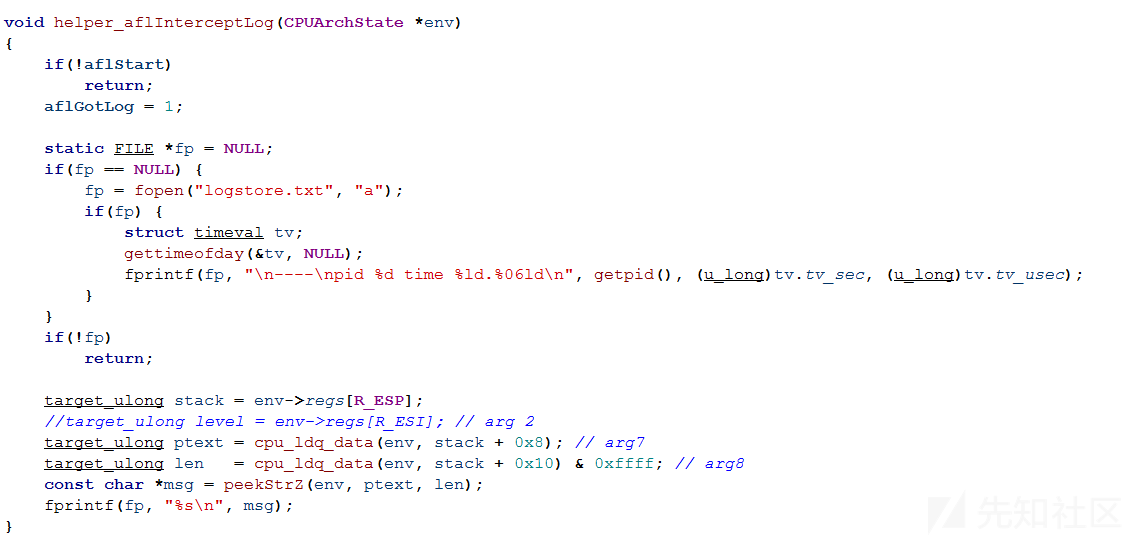 void helper_aflInterceptLog(CPUArchState *env)
{
    if(!aflStart)
        return;
    aflGotLog = 1;

    static FILE *fp = NULL;
    if(fp == NULL) {
        fp = fopen("logstore.txt", "a");
        if(fp) {
            struct timeval tv;
            gettimeofday(&tv, NULL);
            fprintf(fp, "\n----\npid %d time %ld.%06ld\n", getpid(), (u_long)tv.tv_sec, (u_long)tv.tv_usec);
        }
    }
    if(!fp)
        return;

    target_ulong stack = env->regs[R_ESP];
    //target_ulong level = env->regs[R_ESI]; // arg 2
    target_ulong ptext = cpu_ldq_data(env, stack + 0x8); // arg7
    target_ulong len   = cpu_ldq_data(env, stack + 0x10) & 0xffff; // arg8
    const char *msg = peekStrZ(env, ptext, len);
    fprintf(fp, "%s\n", msg);
}
先知社区